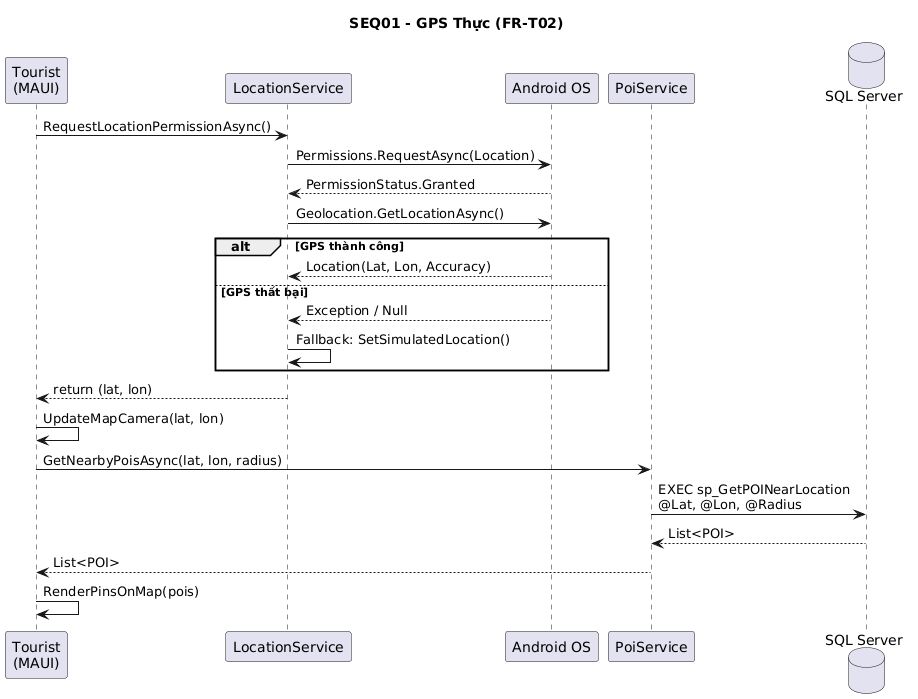 SEQ01 - GPS Thực (FR-T02)
Tourist
(MAUI)
LocationService
Android OS
PoiService
SQL Server
RequestLocationPermissionAsync()
Permissions.RequestAsync(Location)
PermissionStatus.Granted
Geolocation.GetLocationAsync()
alt
[GPS thành công]
Location(Lat, Lon, Accuracy)
[GPS thất bại]
Exception / Null
Fallback: SetSimulatedLocation()
return (lat, lon)
UpdateMapCamera(lat, lon)
GetNearbyPoisAsync(lat, lon, radius)
EXEC sp_GetPOINearLocation
@Lat, @Lon, @Radius
List<POI>
List<POI>
RenderPinsOnMap(pois)
Tourist
(MAUI)
LocationService
Android OS
PoiService
SQL Server